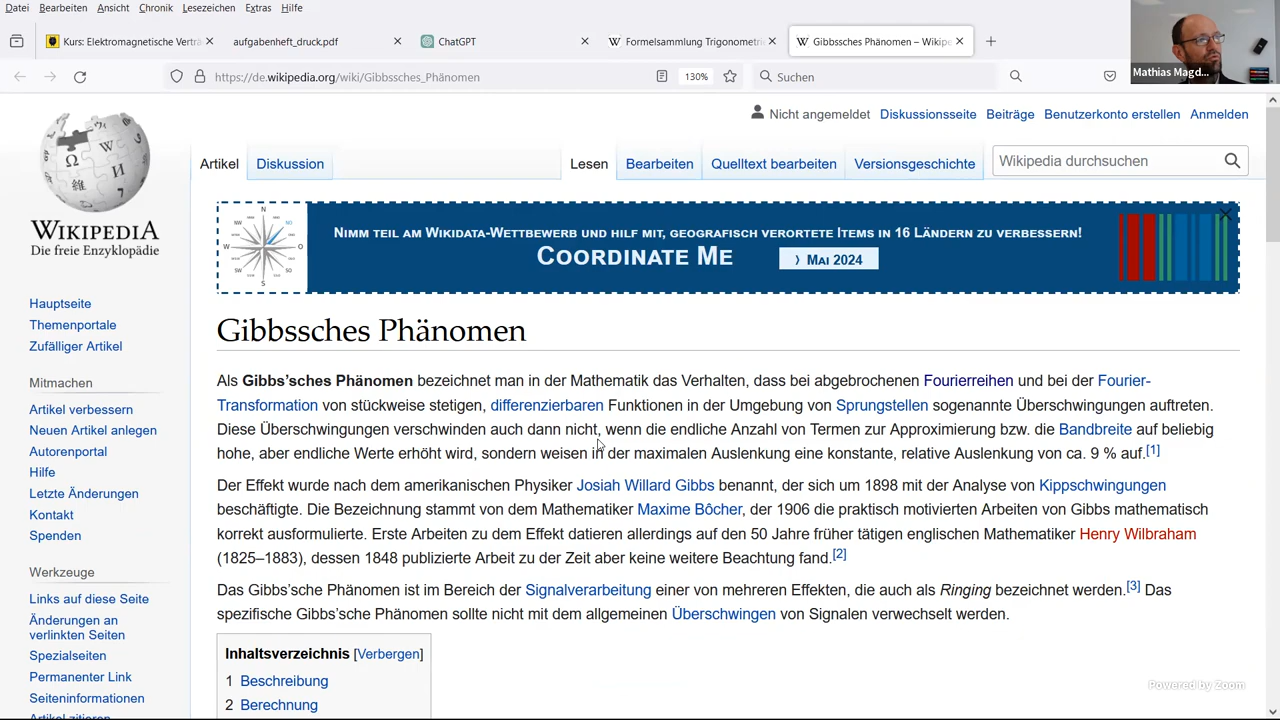 Datei Bearbeiten Ansicht Chronik Lesezeichen Extras Hilfe
Kurs: Elektromagnetische Verträ
aufgabenheft_druck.pdf
ChatGPT
Formelsammlung Trigonometri
Gibbssches Phänomen – Wikipe
https://de.wikipedia.org/wiki/Gibbssches_Phänomen
130%
Suchen
Mathias Magd...
Nicht angemeldet Diskussionsseite Beiträge Benutzerkonto erstellen Anmelden
Artikel Diskussion Lesen Bearbeiten Quelltext bearbeiten Versionsgeschichte
Wikipedia durchsuchen
WIKIPEDIA
Die freie Enzyklopädie
Nimm teil am Wikidata-Wettbewerb und hilf mit, geografisch verortete Items in 16 Ländern zu verbessern!
Coordinate Me
› Mai 2024
Hauptseite
Themenportale
Zufälliger Artikel
Mitmachen
Artikel verbessern
Neuen Artikel anlegen
Autorenportal
Hilfe
Letzte Änderungen
Kontakt
Spenden
Werkzeuge
Links auf diese Seite
Änderungen an
verlinkten Seiten
Spezialseiten
Permanenter Link
Seiteninformationen
Artikel zitieren
Gibbssches Phänomen
Als Gibbs’sches Phänomen bezeichnet man in der Mathematik das Verhalten, dass bei abgebrochenen Fourierreihen und bei der Fourier-
Transformation von stückweise stetigen, differenzierbaren Funktionen in der Umgebung von Sprungstellen sogenannte Überschwingungen auftreten.
Diese Überschwingungen verschwinden auch dann nicht, wenn die endliche Anzahl von Termen zur Approximierung bzw. die Bandbreite auf beliebig
hohe, aber endliche Werte erhöht wird, sondern weisen in der maximalen Auslenkung eine konstante, relative Auslenkung von ca. 9 % auf.[1]
Der Effekt wurde nach dem amerikanischen Physiker Josiah Willard Gibbs benannt, der sich um 1898 mit der Analyse von Kippschwingungen
beschäftigte. Die Bezeichnung stammt von dem Mathematiker Maxime Bôcher, der 1906 die praktisch motivierten Arbeiten von Gibbs mathematisch
korrekt ausformulierte. Erste Arbeiten zu dem Effekt datieren allerdings auf den 50 Jahre früher tätigen englischen Mathematiker Henry Wilbraham
(1825–1883), dessen 1848 publizierte Arbeit zu der Zeit aber keine weitere Beachtung fand.[2]
Das Gibbs’sche Phänomen ist im Bereich der Signalverarbeitung einer von mehreren Effekten, die auch als Ringing bezeichnet werden.[3] Das
spezifische Gibbs’sche Phänomen sollte nicht mit dem allgemeinen Überschwingen von Signalen verwechselt werden.
Inhaltsverzeichnis [Verbergen]
1 Beschreibung
2 Berechnung
Powered by Zoom